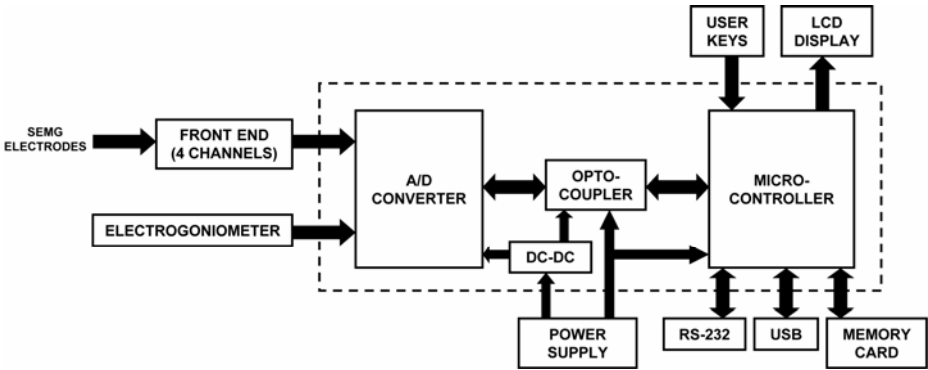 USER
KEYS
LCD
DISPLAY
SEMG
ELECTRODES
FRONT END
(4 CHANNELS)
A/D
CONVERTER
OPTO-
COUPLER
MICRO-
CONTROLLER
ELECTROGONIOMETER
DC-DC
POWER
SUPPLY
RS-232
USB
MEMORY
CARD